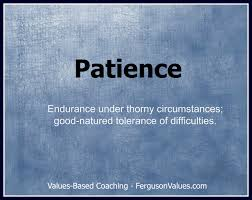 Patience
Endurance under thorny circumstances;
good-natured tolerance of difficulties.
Values-Based Coaching - FergusonValues.com